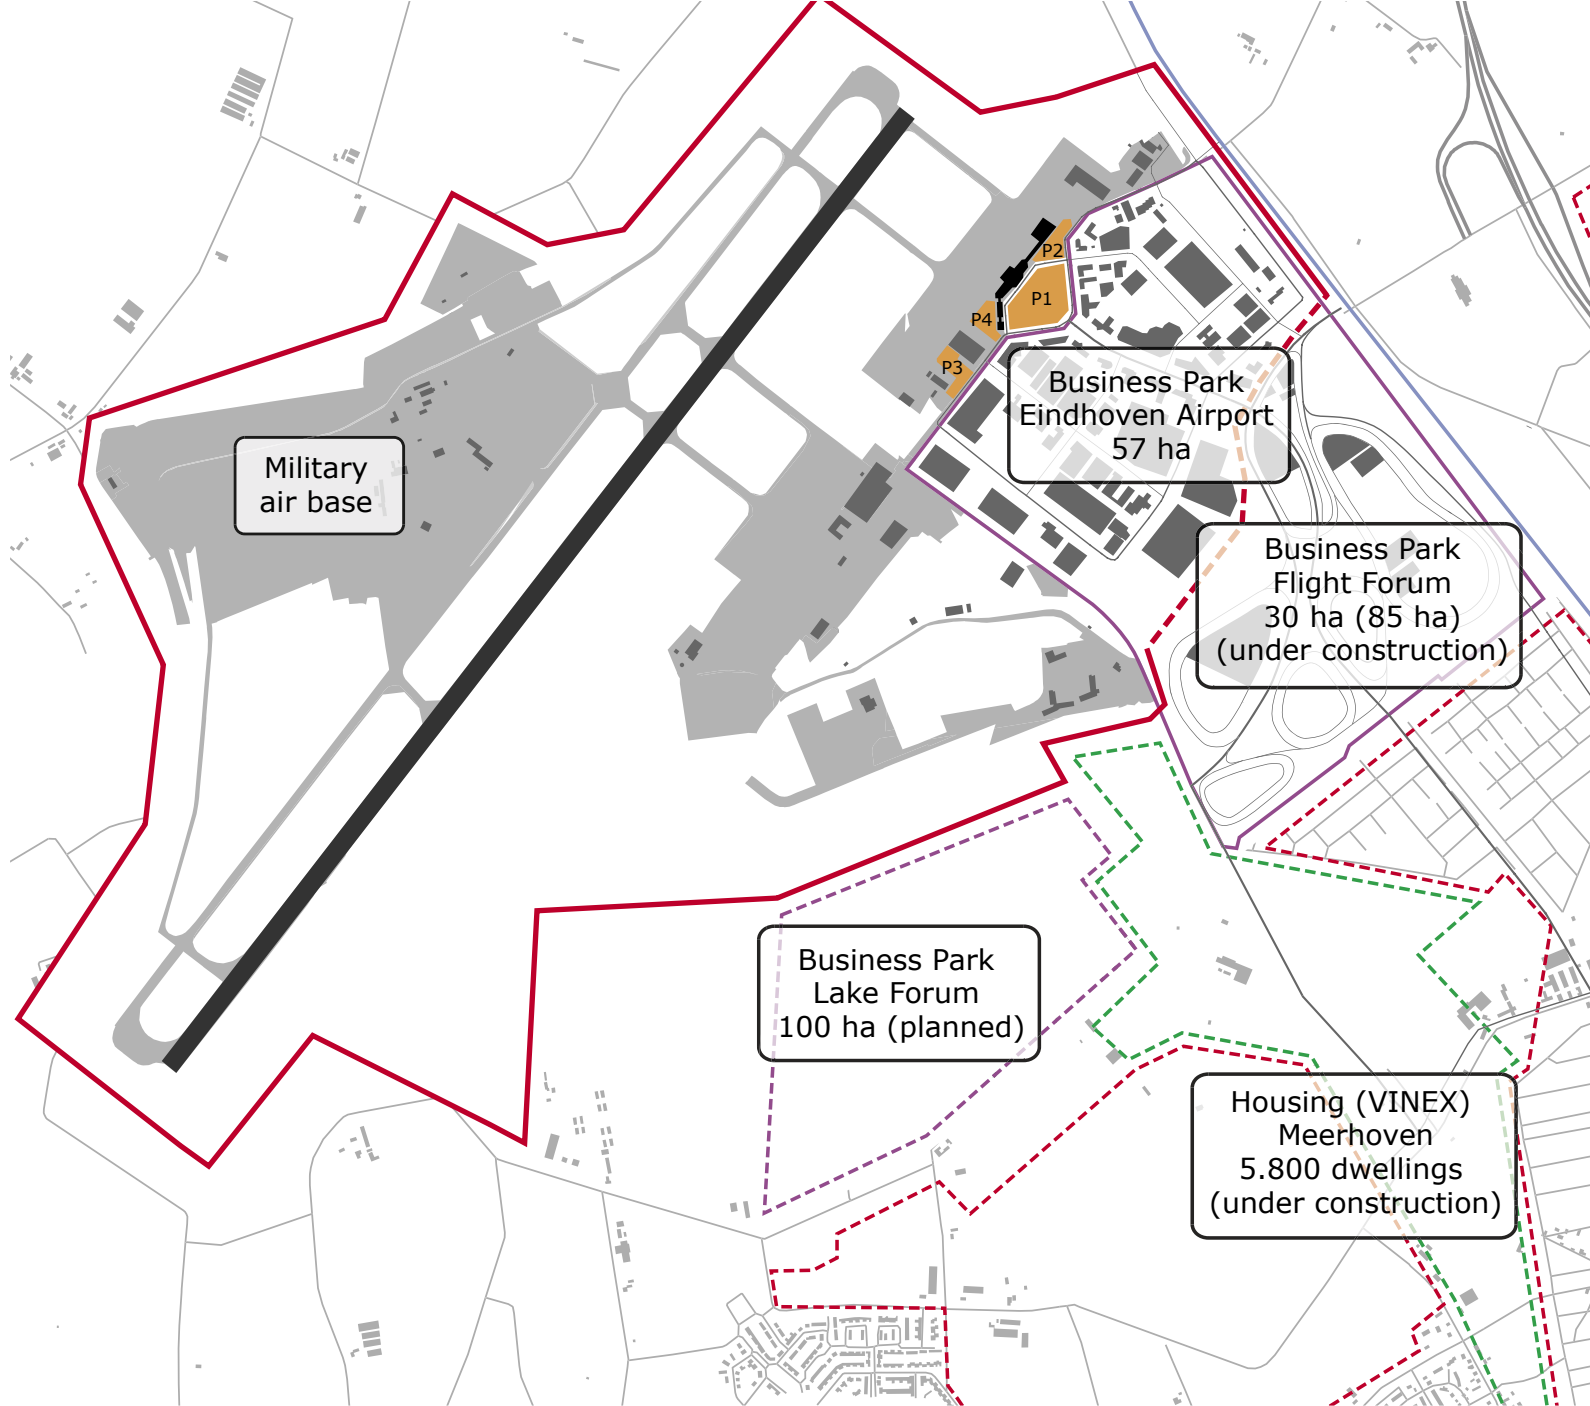 P2
P1
P4
P3
Business Park
Eindhoven Airport
57 ha
Military
air base
Business Park
Flight Forum
30 ha (85 ha)
(under construction)
Business Park
Lake Forum
100 ha (planned)
Housing (VINEX)
Meerhoven
5.800 dwellings
(under construction)